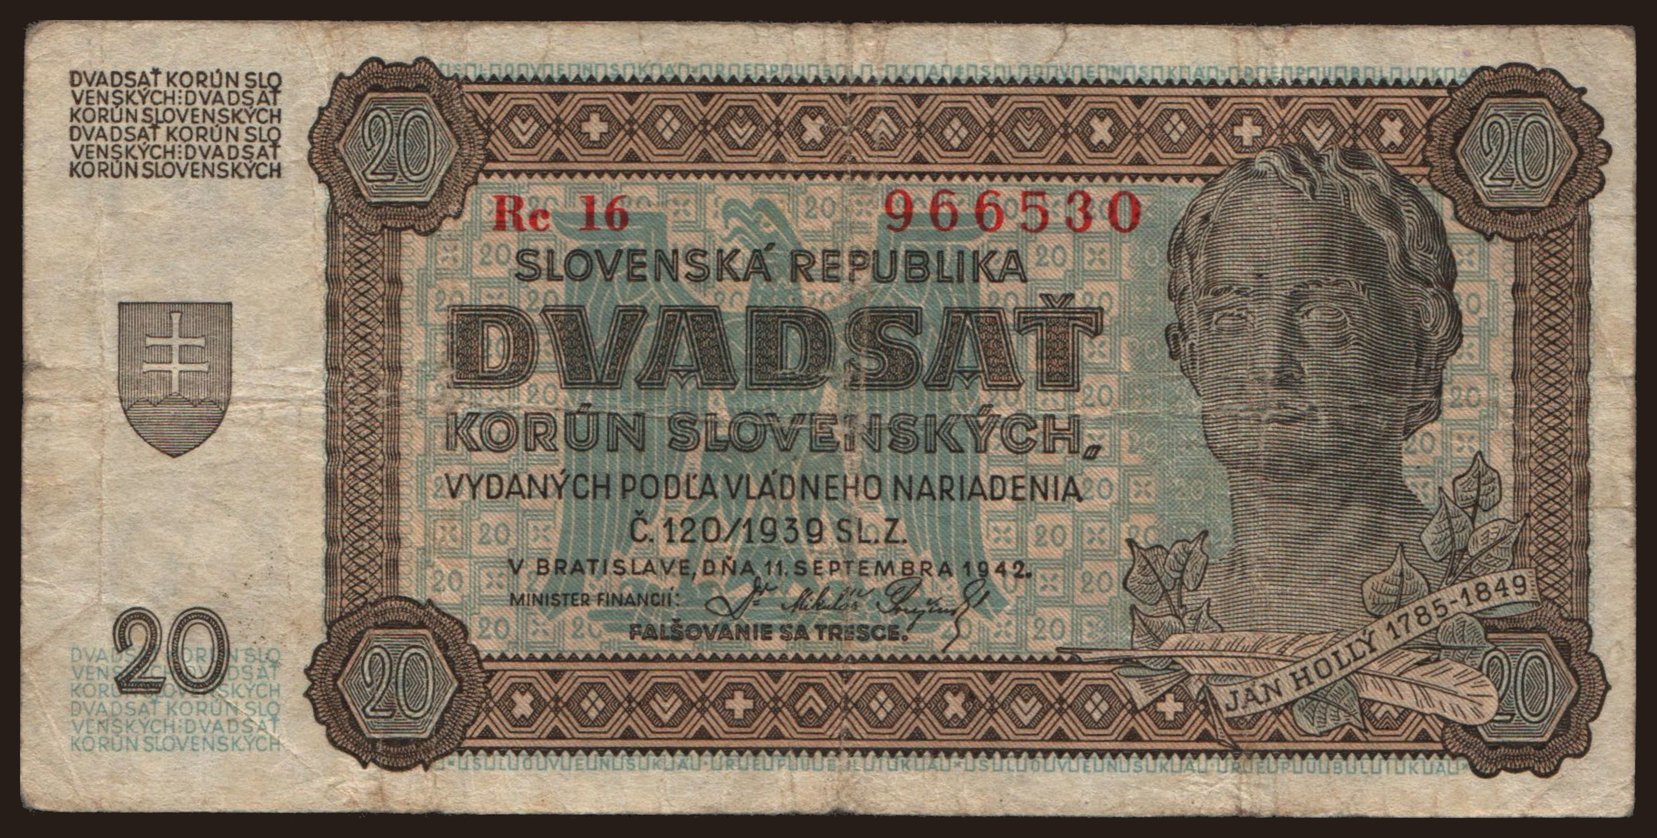 DVADSAŤ KORÚN SLO
VENSKÝCH:DVADSAŤ
KORÚN SLOVENSKÝCH
DVADSAŤ KORÚN SLO
VENSKÝCH:DVADSAŤ
KORÚN SLOVENSKÝCH
20
20
Rc 16 966530
SLOVENSKÁ REPUBLIKA
DVADSAŤ
KORÚN SLOVENSKÝCH,
VYDANÝCH PODĽA VLÁDNEHO NARIADENIA
Č. 120/1939 SL. Z.
V BRATISLAVE, DŇA 11. SEPTEMBRA 1942.
MINISTER FINANCIÍ:
FALŠOVANIE SA TRESCE.
JÁN HOLLÝ 1785-1849
20
DVADSAŤ KORÚN SLO
VENSKÝCH:DVADSAŤ
KORÚN SLOVENSKÝCH
DVADSAŤ KORÚN SLO
VENSKÝCH:DVADSAŤ
KORÚN SLOVENSKÝCH
20
20